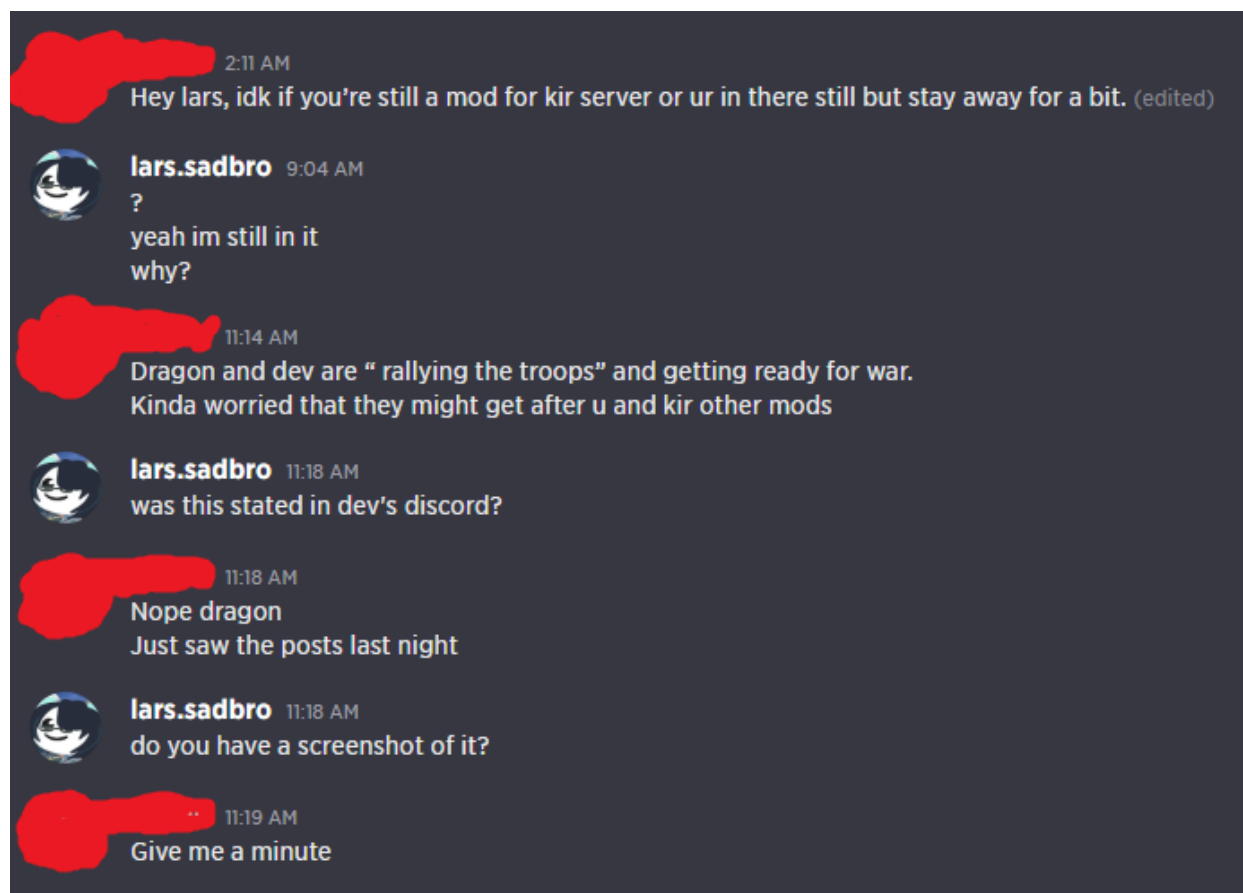 2:11 AM
Hey lars, idk if you're still a mod for kir server or ur in there still but stay away for a bit. (edited)
lars.sadbro 9:04 AM
?
yeah im still in it
why?
11:14 AM
Dragon and dev are “ rallying the troops” and getting ready for war.
Kinda worried that they might get after u and kir other mods
lars.sadbro 11:18 AM
was this stated in dev's discord?
11:18 AM
Nope dragon
Just saw the posts last night
lars.sadbro 11:18 AM
do you have a screenshot of it?
11:19 AM
Give me a minute